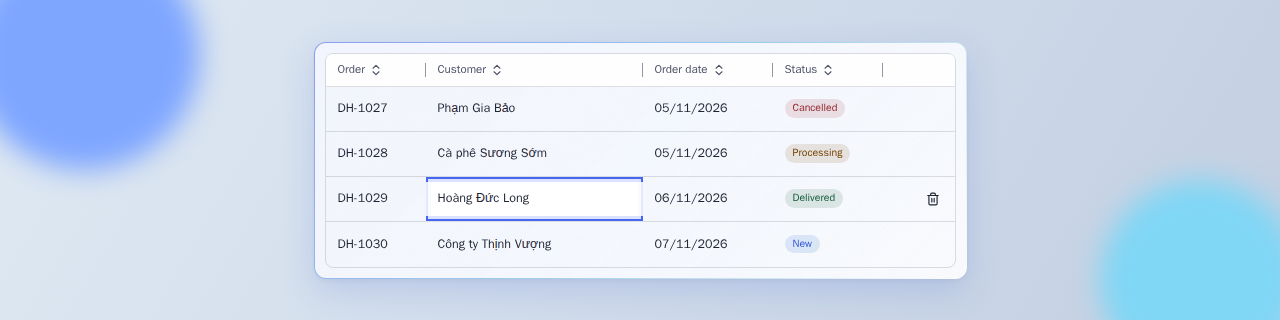 Order Customer Order date Status
DH-1027 Phạm Gia Bảo 05/11/2026 Cancelled
DH-1028 Cà phê Sương Sớm 05/11/2026 Processing
DH-1029 Hoàng Đức Long 06/11/2026 Delivered
DH-1030 Công ty Thịnh Vượng 07/11/2026 New